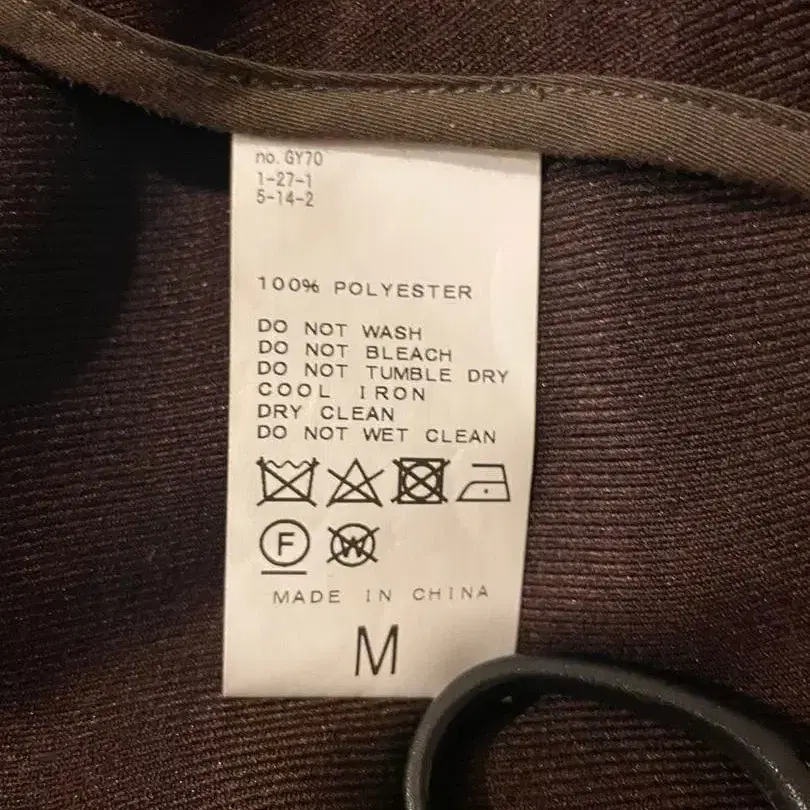 no. GY70
1-27-1
5-14-2
100% POLYESTER
DO NOT WASH
DO NOT BLEACH
DO NOT TUMBLE DRY
COOL IRON
DRY CLEAN
DO NOT WET CLEAN
F W
MADE IN CHINA
M